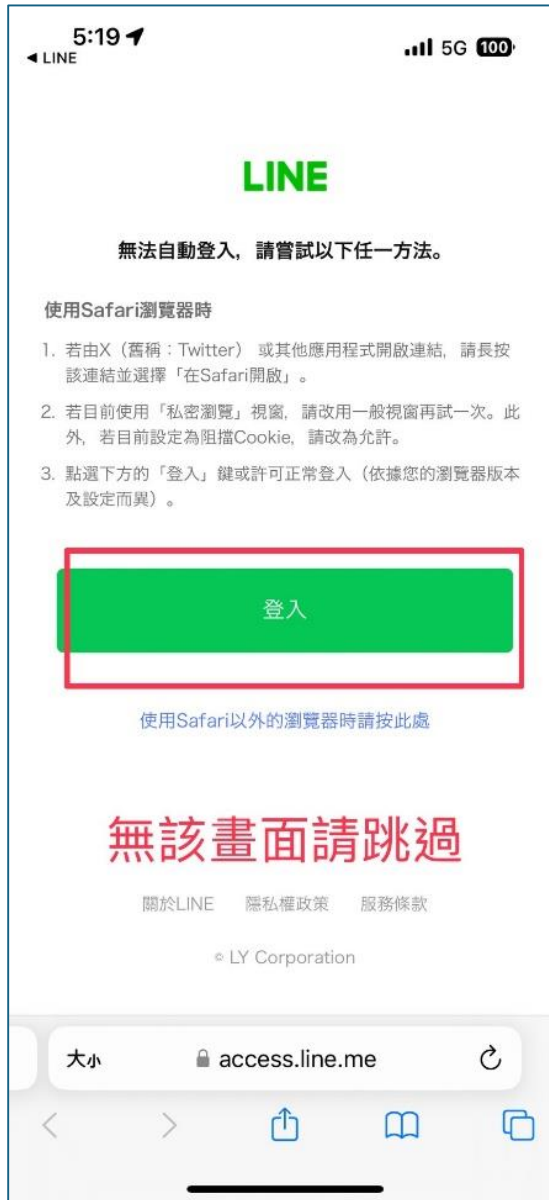 5:19
◀ LINE
5G 100
LINE
無法自動登入，請嘗試以下任一方法。
使用Safari瀏覽器時
1. 若由X（舊稱：Twitter） 或其他應用程式開啟連結，請長按
該連結並選擇「在Safari開啟」。
2. 若目前使用「私密瀏覽」視窗，請改用一般視窗再試一次。此
外，若目前設定為阻擋Cookie，請改為允許。
3. 點選下方的「登入」鍵或許可正常登入（依據您的瀏覽器版本
及設定而異）。
登入
使用Safari以外的瀏覽器時請按此處
無該畫面請跳過
關於LINE 隱私權政策 服務條款
© LY Corporation
大小 access.line.me